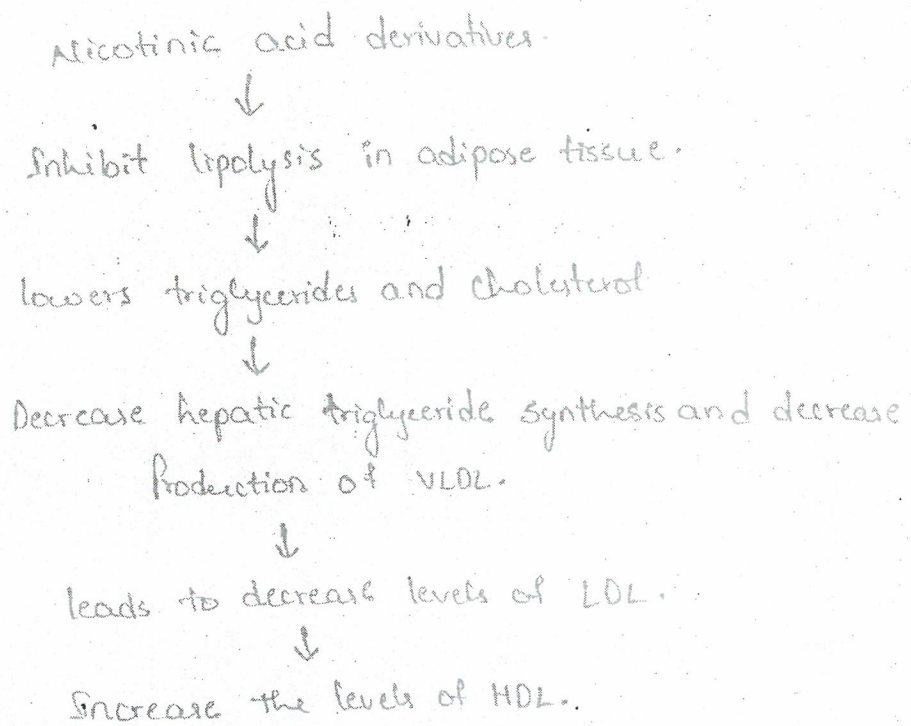 Nicotinic acid derivatives.
↓
Inhibit lipolysis in adipose tissue.
↓
lowers triglycerides and cholesterol
↓
Decrease hepatic triglyceride synthesis and decrease
Production of VLDL.
↓
leads to decrease levels of LDL.
↓
Increase the levels of HDL.